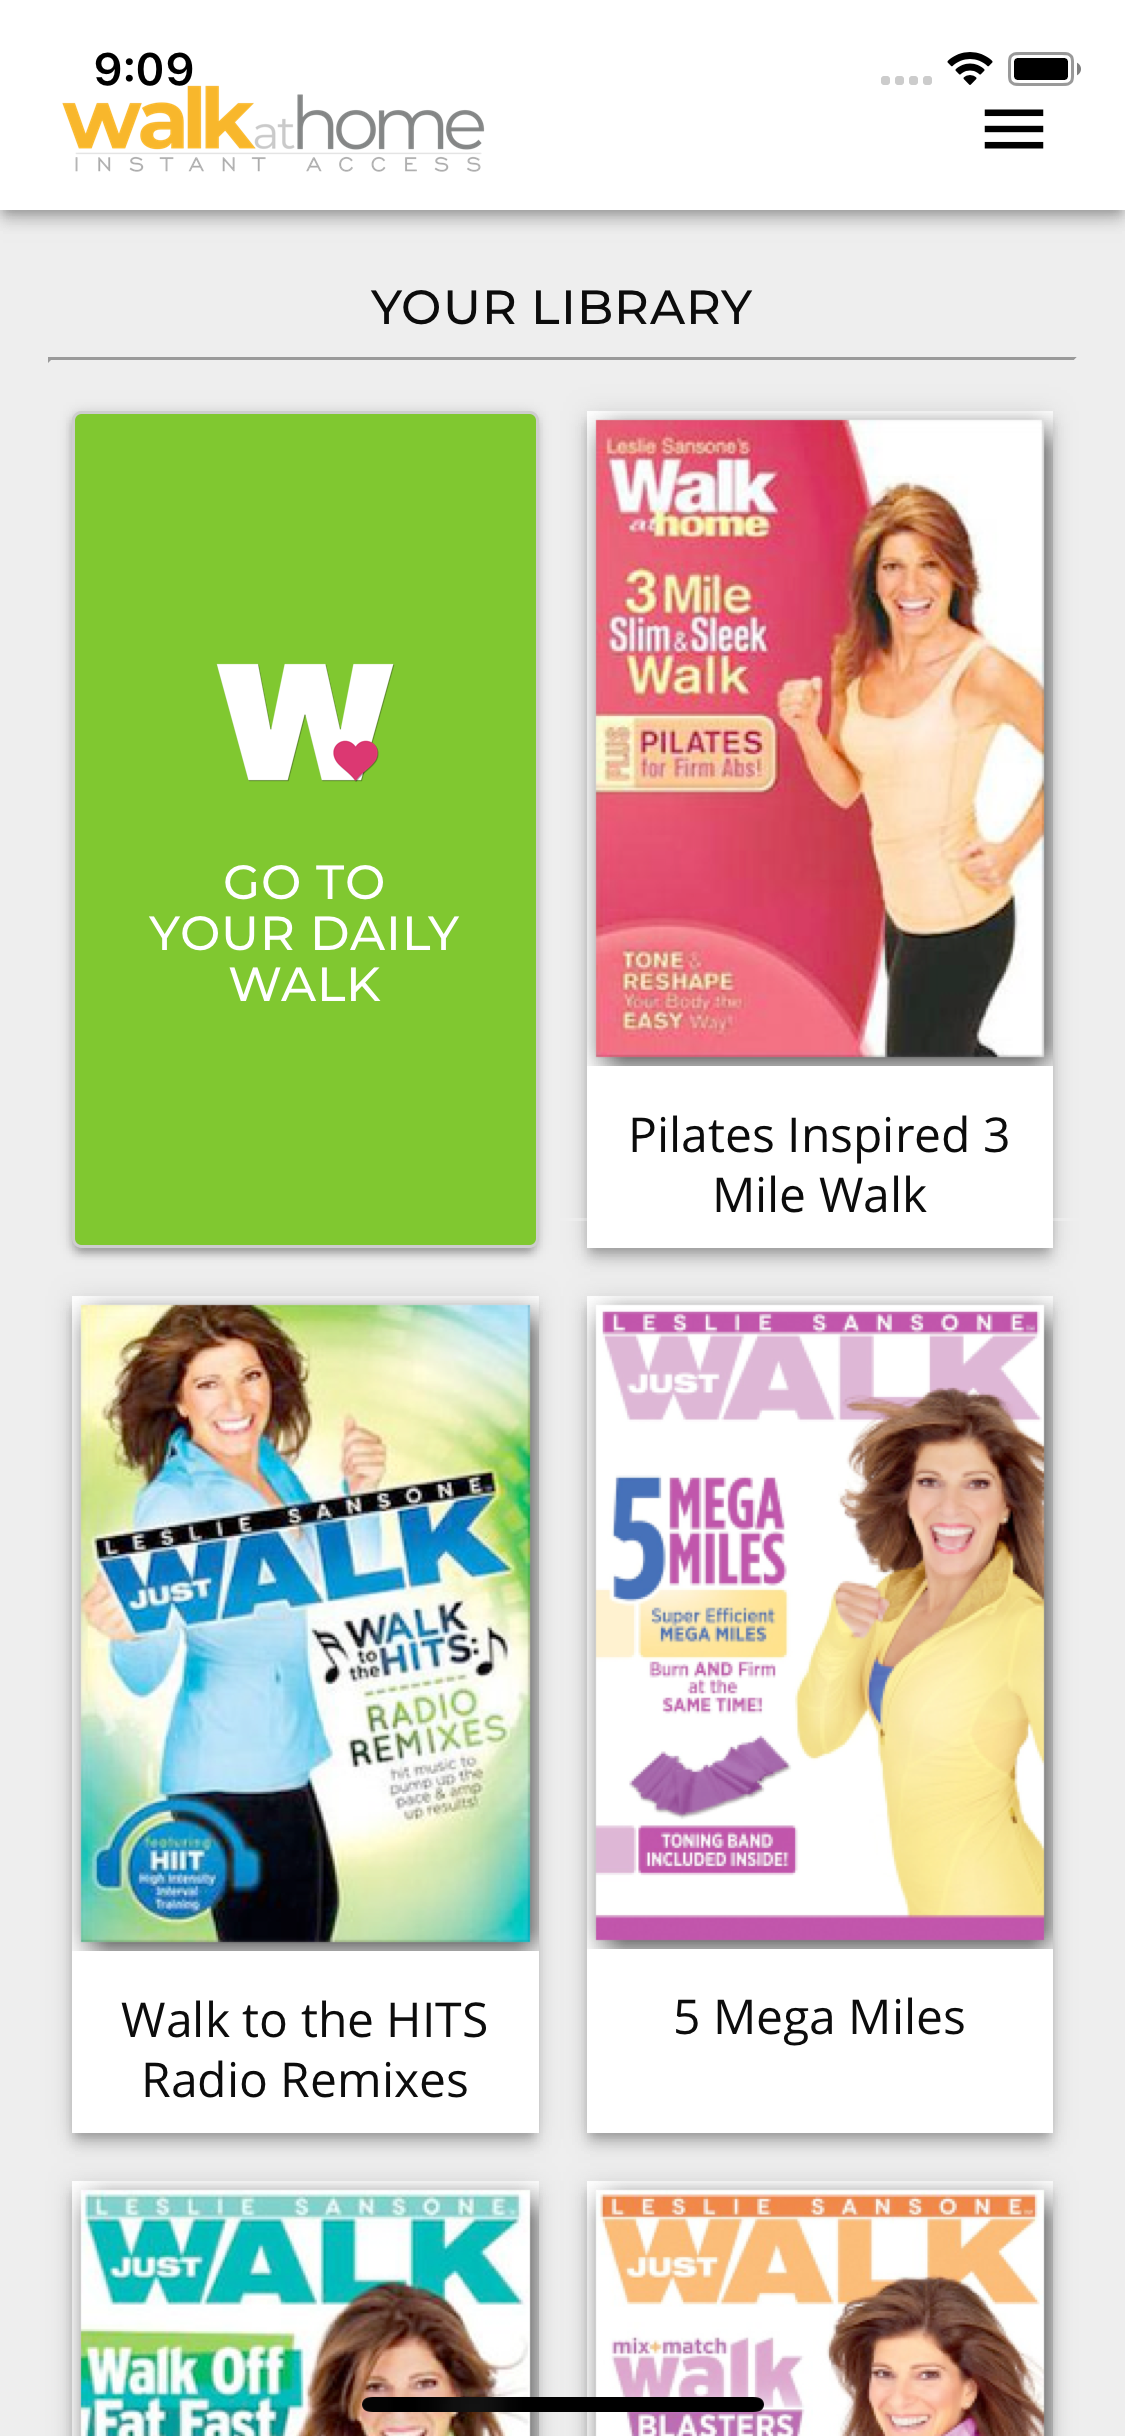 9:09
walkathome
INSTANT ACCESS
YOUR LIBRARY
W
GO TO
YOUR DAILY
WALK
Leslie Sansone's
Walk
at home
3 Mile
Slim & Sleek
Walk
PLUS
PILATES
for Firm Abs!
TONE &
RESHAPE
Your Body the
EASY Way!
Pilates Inspired 3
Mile Walk
LESLIE SANSONE
JUST WALK
WALK
to
the HITS:
RADIO
REMIXES
hit music to
pump up the
pace & amp
up results!
featuring
HIIT
High Intensity
Interval
Training
Walk to the HITS
Radio Remixes
LESLIE SANSONE™
JUST WALK
5 MEGA
MILES
Super Efficient
MEGA MILES
Burn AND Firm
at the
SAME TIME!
TONING BAND
INCLUDED INSIDE!
5 Mega Miles
LESLIE SANSONE
JUST WALK
Walk Off
Fat Fast
LESLIE SANSONE
JUST WALK
mix+match
walk
BLASTERS